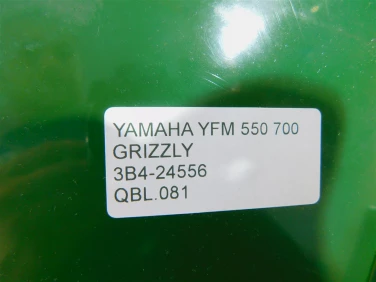 YAMAHA YFM 550 700
GRIZZLY
3B4-24556
QBL.081